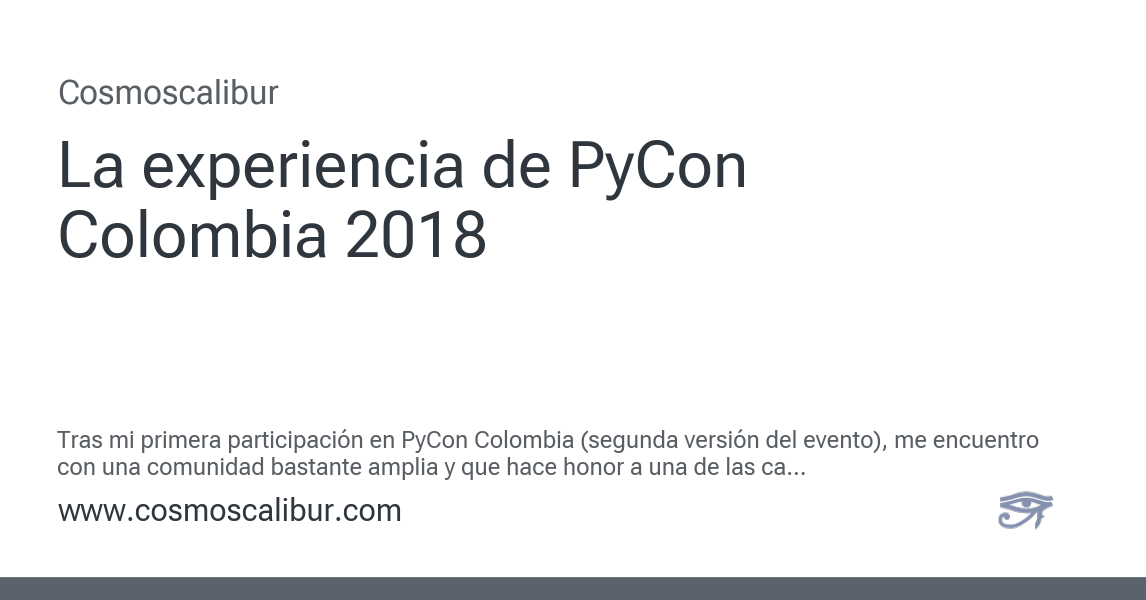 Cosmoscalibur
La experiencia de PyCon
Colombia 2018
Tras mi primera participación en PyCon Colombia (segunda versión del evento), me encuentro
con una comunidad bastante amplia y que hace honor a una de las ca...
www.cosmoscalibur.com